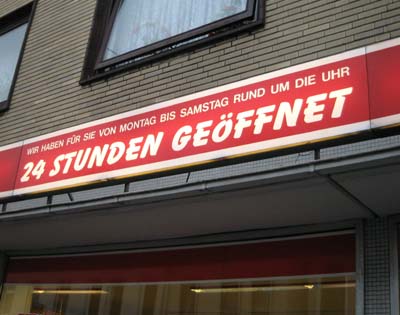 WIR HABEN FÜR SIE VON MONTAG BIS SAMSTAG RUND UM DIE UHR
24 STUNDEN GEÖFFNET